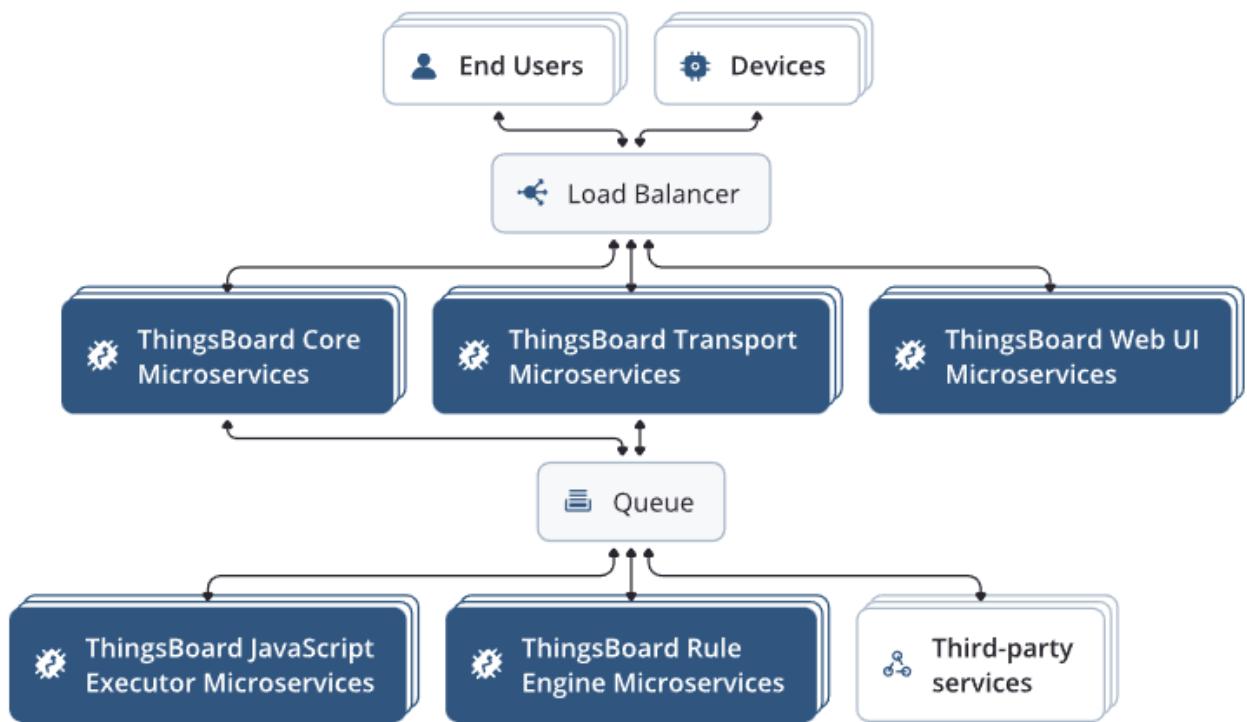 End Users
Devices
Load Balancer
ThingsBoard Core
Microservices
ThingsBoard Transport
Microservices
ThingsBoard Web UI
Microservices
Queue
ThingsBoard JavaScript
Executor Microservices
ThingsBoard Rule
Engine Microservices
Third-party
services